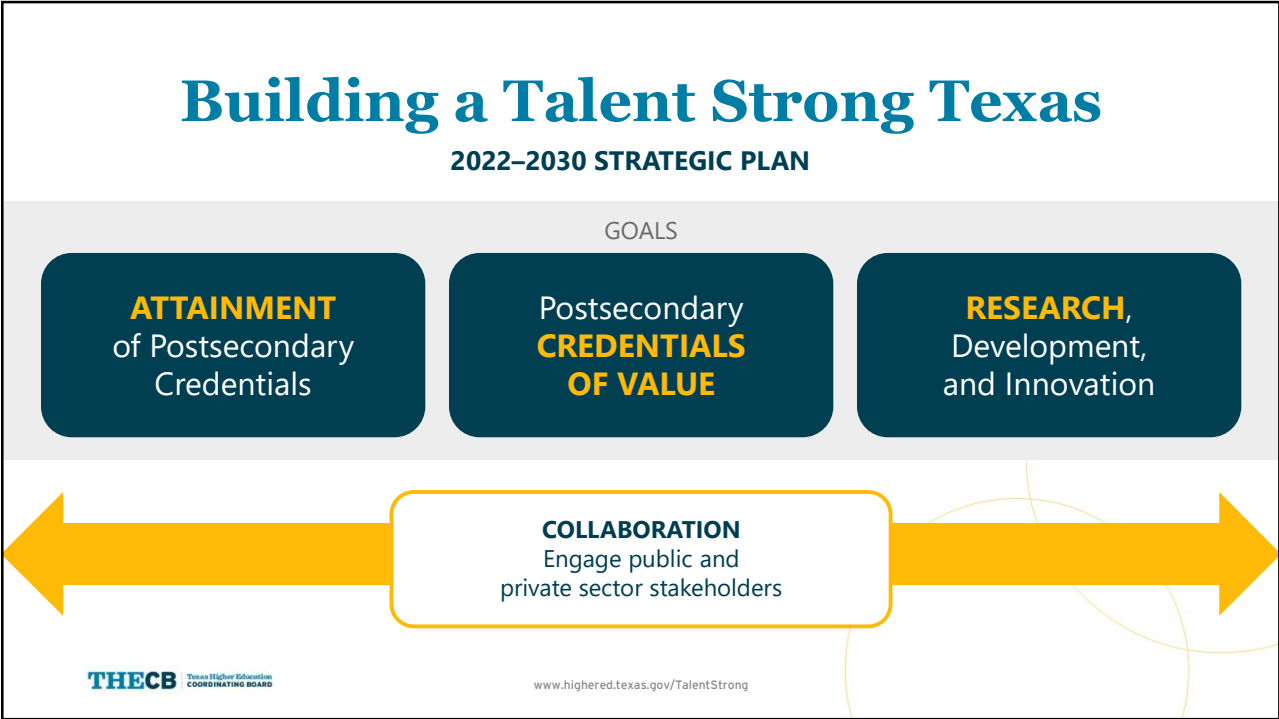 Building a Talent Strong Texas
2022–2030 STRATEGIC PLAN
GOALS
ATTAINMENT
of Postsecondary
Credentials
Postsecondary
CREDENTIALS
OF VALUE
RESEARCH,
Development,
and Innovation
COLLABORATION
Engage public and
private sector stakeholders
THECB
Texas Higher Education
COORDINATING BOARD
www.highered.texas.gov/TalentStrong